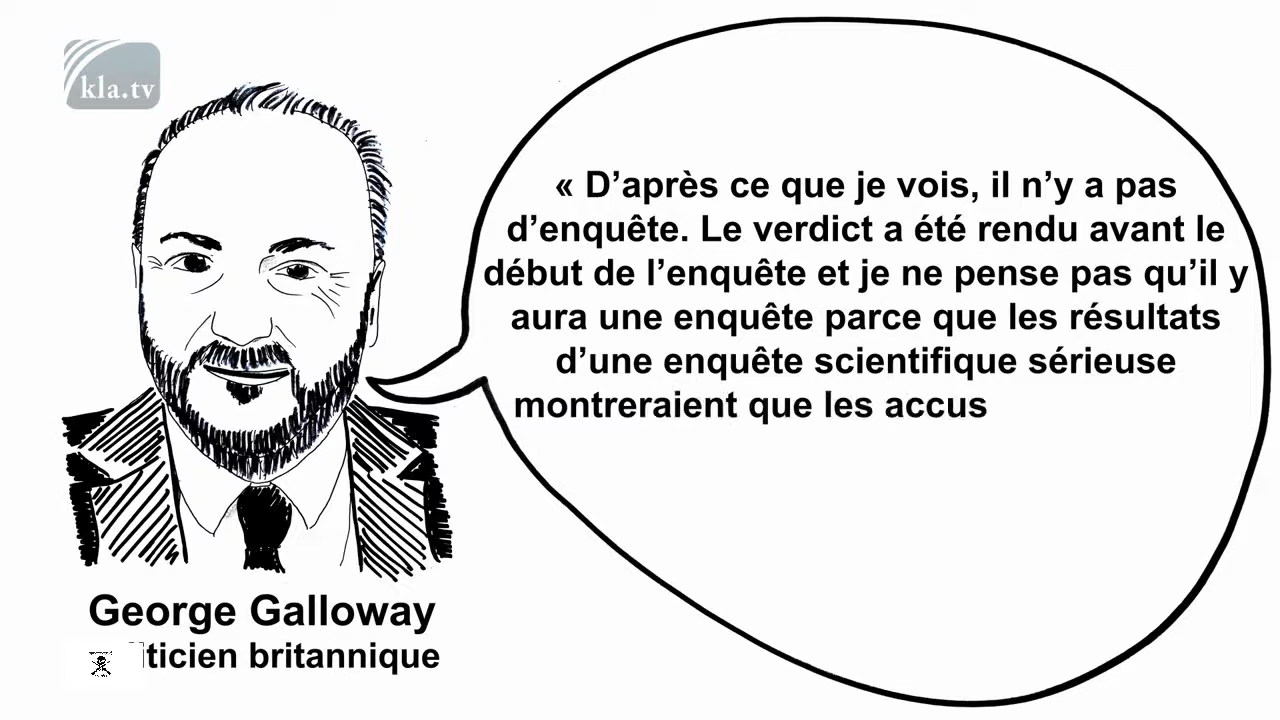 kla.tv
« D’après ce que je vois, il n’y a pas
d’enquête. Le verdict a été rendu avant le
début de l’enquête et je ne pense pas qu’il y
aura une enquête parce que les résultats
d’une enquête scientifique sérieuse
montreraient que les accus
George Galloway
iticien britannique